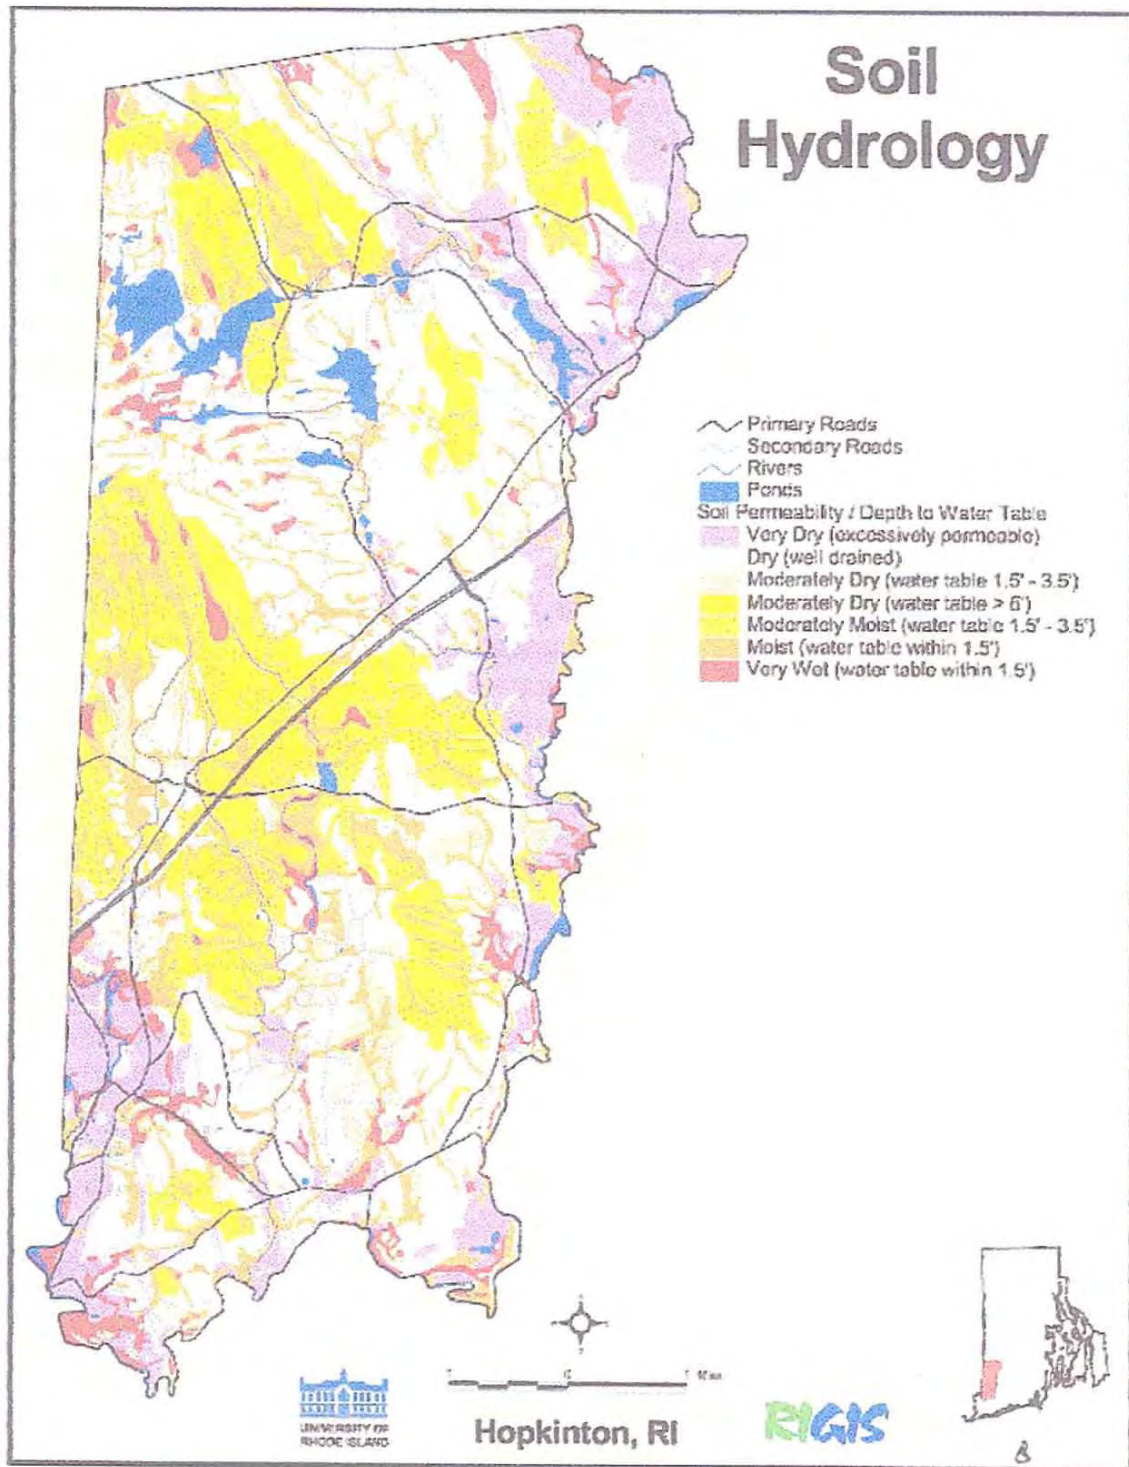 Soil
Hydrology
Primary Roads
Secondary Roads
Rivers
Ponds
Soil Permeability / Depth to Water Table
Very Dry (excessively permeable)
Dry (well drained)
Moderately Dry (water table 1.5' - 3.5')
Moderately Dry (water table > 6')
Moderately Moist (water table 1.5' - 3.5')
Moist (water table within 1.5')
Very Wet (water table within 1.5')
UNIVERSITY OF
RHODE ISLAND
Hopkinton, RI
RIGIS